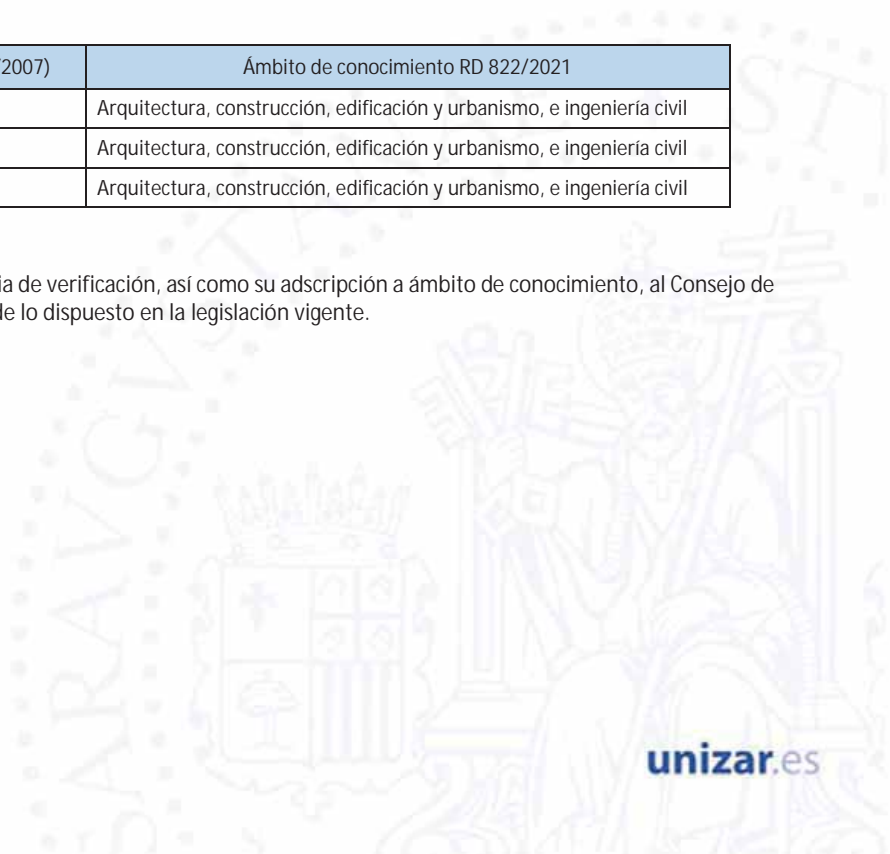 /2007) Ámbito de conocimiento RD 822/2021
Arquitectura, construcción, edificación y urbanismo, e ingeniería civil
Arquitectura, construcción, edificación y urbanismo, e ingeniería civil
Arquitectura, construcción, edificación y urbanismo, e ingeniería civil
ia de verificación, así como su adscripción a ámbito de conocimiento, al Consejo de
de lo dispuesto en la legislación vigente.
unizar.es